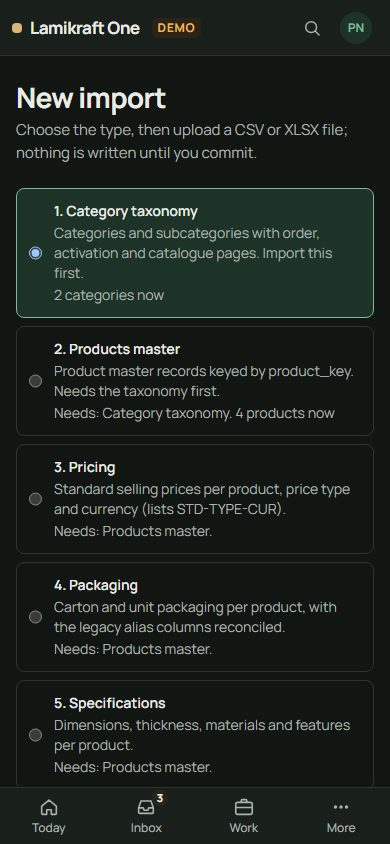 Lamikraft One DEMO PN
New import
Choose the type, then upload a CSV or XLSX file;
nothing is written until you commit.
1. Category taxonomy
Categories and subcategories with order,
activation and catalogue pages. Import this
first.
2 categories now
2. Products master
Product master records keyed by product_key.
Needs the taxonomy first.
Needs: Category taxonomy. 4 products now
3. Pricing
Standard selling prices per product, price type
and currency (lists STD-TYPE-CUR).
Needs: Products master.
4. Packaging
Carton and unit packaging per product, with
the legacy alias columns reconciled.
Needs: Products master.
5. Specifications
Dimensions, thickness, materials and features
per product.
Needs: Products master.
3
Today Inbox Work More